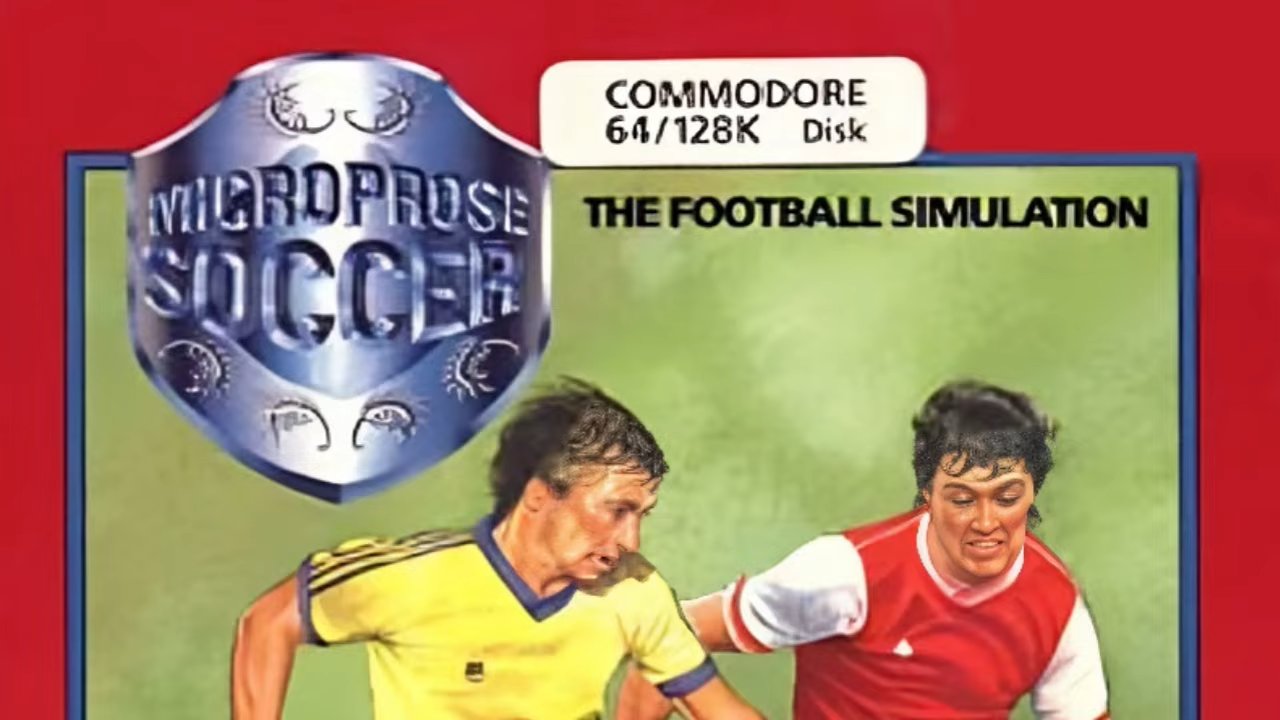 COMMODORE
64/128K Disk
MICROPROSE
SOCCER
THE FOOTBALL SIMULATION